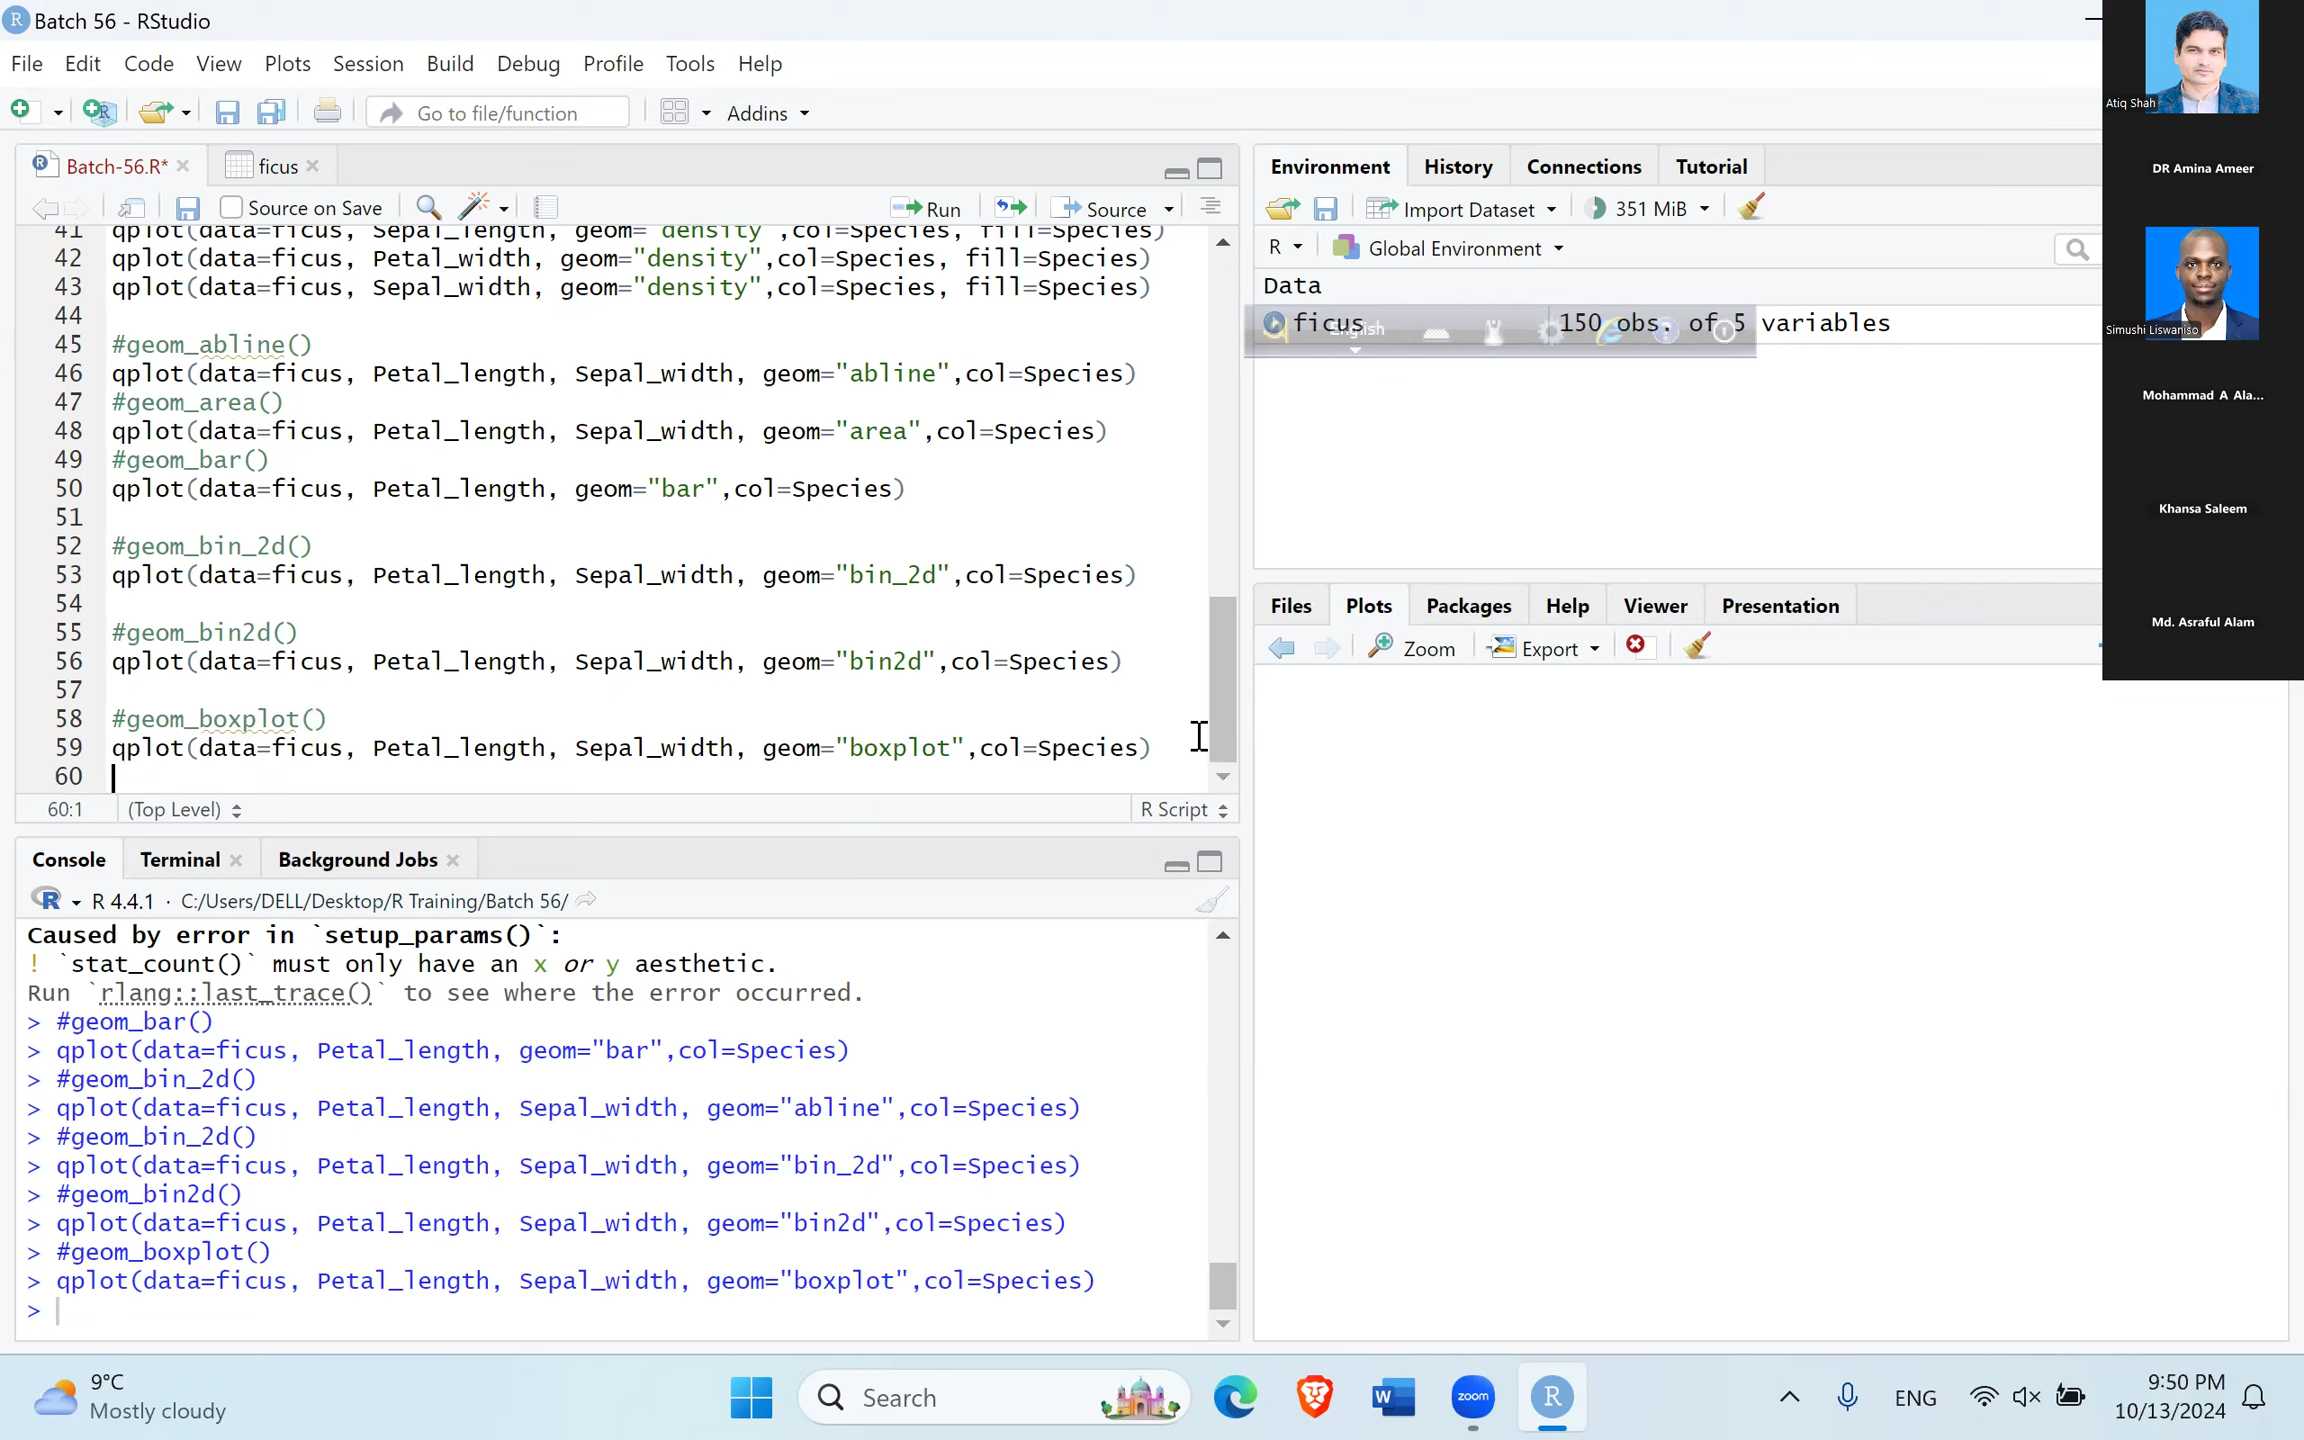 Batch 56 - RStudio
File Edit Code View Plots Session Build Debug Profile Tools Help
Go to file/function Addins
Batch-56.R* ficus
Source on Save Run Source
41 qplot(data=ficus, Sepal_length, geom="density",col=Species, fill=Species)
42 qplot(data=ficus, Petal_width, geom="density",col=Species, fill=Species)
43 qplot(data=ficus, Sepal_width, geom="density",col=Species, fill=Species)
44
45 #geom_abline()
46 qplot(data=ficus, Petal_length, Sepal_width, geom="abline",col=Species)
47 #geom_area()
48 qplot(data=ficus, Petal_length, Sepal_width, geom="area",col=Species)
49 #geom_bar()
50 qplot(data=ficus, Petal_length, geom="bar",col=Species)
51
52 #geom_bin_2d()
53 qplot(data=ficus, Petal_length, Sepal_width, geom="bin_2d",col=Species)
54
55 #geom_bin2d()
56 qplot(data=ficus, Petal_length, Sepal_width, geom="bin2d",col=Species)
57
58 #geom_boxplot()
59 qplot(data=ficus, Petal_length, Sepal_width, geom="boxplot",col=Species)
60
60:1 (Top Level) R Script
Console Terminal Background Jobs
R 4.4.1 · C:/Users/DELL/Desktop/R Training/Batch 56/
Caused by error in `setup_params()`:
! `stat_count()` must only have an x or y aesthetic.
Run `rlang::last_trace()` to see where the error occurred.
> #geom_bar()
> qplot(data=ficus, Petal_length, geom="bar",col=Species)
> #geom_bin_2d()
> qplot(data=ficus, Petal_length, Sepal_width, geom="abline",col=Species)
> #geom_bin_2d()
> qplot(data=ficus, Petal_length, Sepal_width, geom="bin_2d",col=Species)
> #geom_bin2d()
> qplot(data=ficus, Petal_length, Sepal_width, geom="bin2d",col=Species)
> #geom_boxplot()
> qplot(data=ficus, Petal_length, Sepal_width, geom="boxplot",col=Species)
>
Environment History Connections Tutorial
Import Dataset 351 MiB
R Global Environment
Data
ficus 150 obs. of 5 variables
English
Files Plots Packages Help Viewer Presentation
Zoom Export
Atiq Shah
DR Amina Ameer
Simushi Liswaniso
Mohammad A Ala...
Khansa Saleem
Md. Asraful Alam
9°C
Mostly cloudy
Search
W
zoom
R
ENG
9:50 PM
10/13/2024